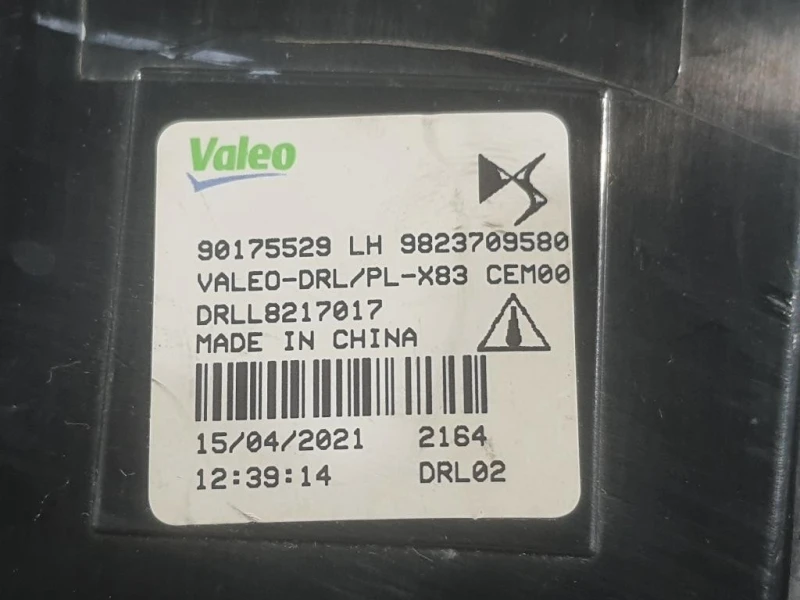 Valeo
DS
90175529 LH 9823709580
VALEO-DRL/PL-X83 CEM00
DRLL8217017
MADE IN CHINA
15/04/2021 2164
12:39:14 DRL02